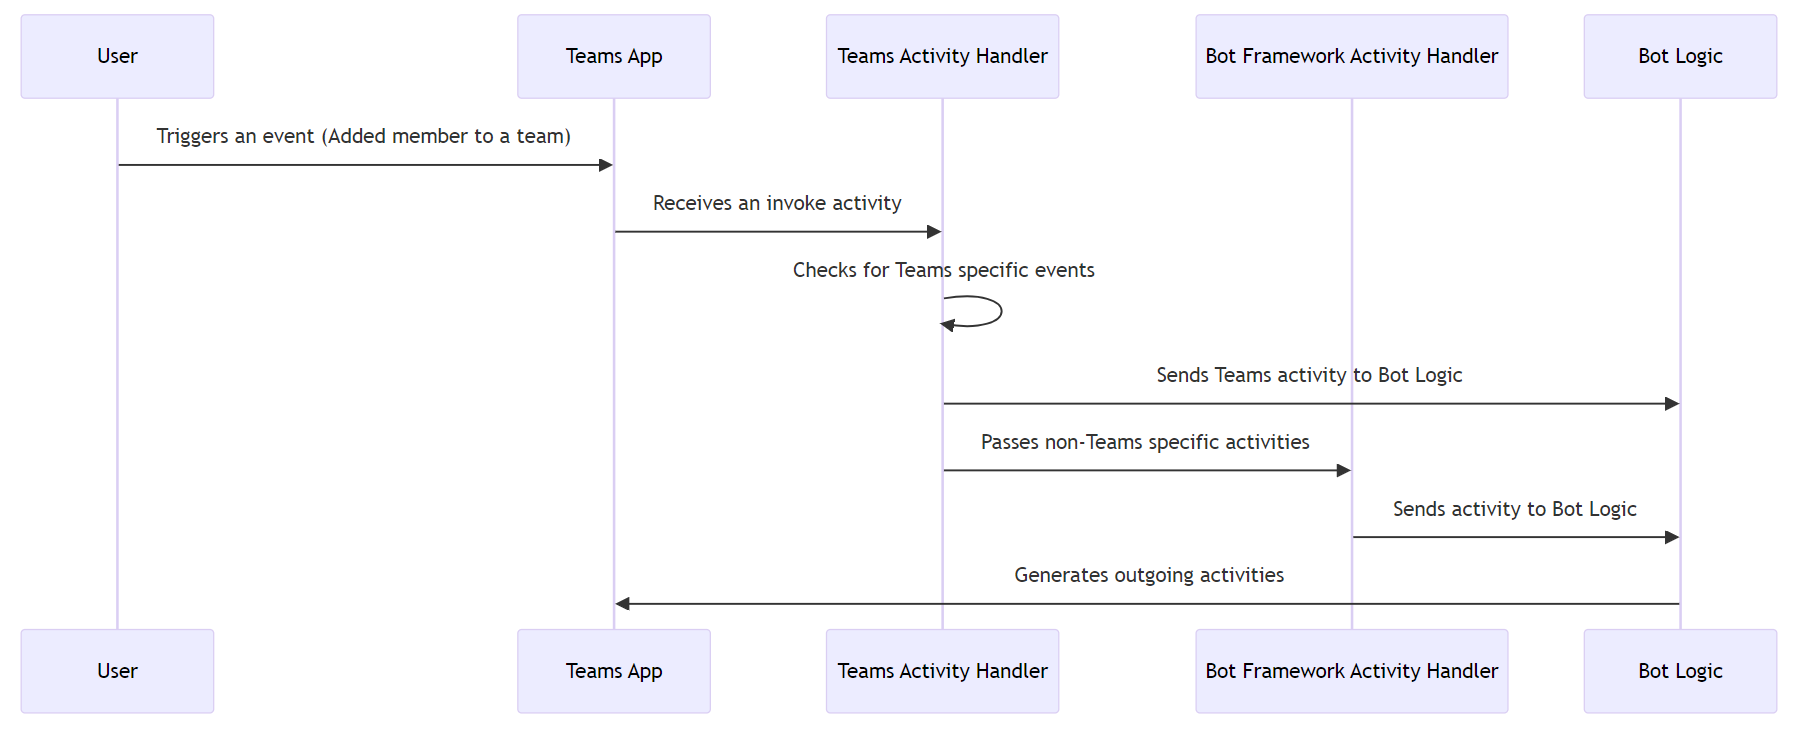 User
Teams App
Teams Activity Handler
Bot Framework Activity Handler
Bot Logic
Triggers an event (Added member to a team)
Receives an invoke activity
Checks for Teams specific events
Sends Teams activity to Bot Logic
Passes non-Teams specific activities
Sends activity to Bot Logic
Generates outgoing activities
User
Teams App
Teams Activity Handler
Bot Framework Activity Handler
Bot Logic